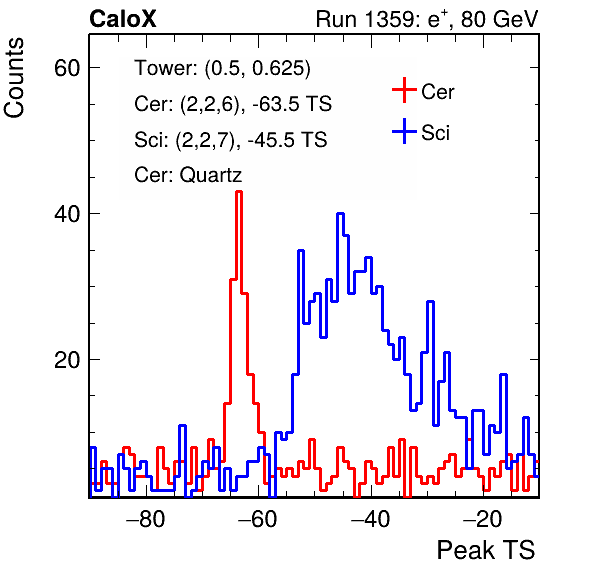 CaloX Run 1359: e⁺, 80 GeV
Counts
60
40
20
Tower: (0.5, 0.625)
Cer: (2,2,6), -63.5 TS
Sci: (2,2,7), -45.5 TS
Cer: Quartz
Cer
Sci
−80 −60 −40 −20
Peak TS